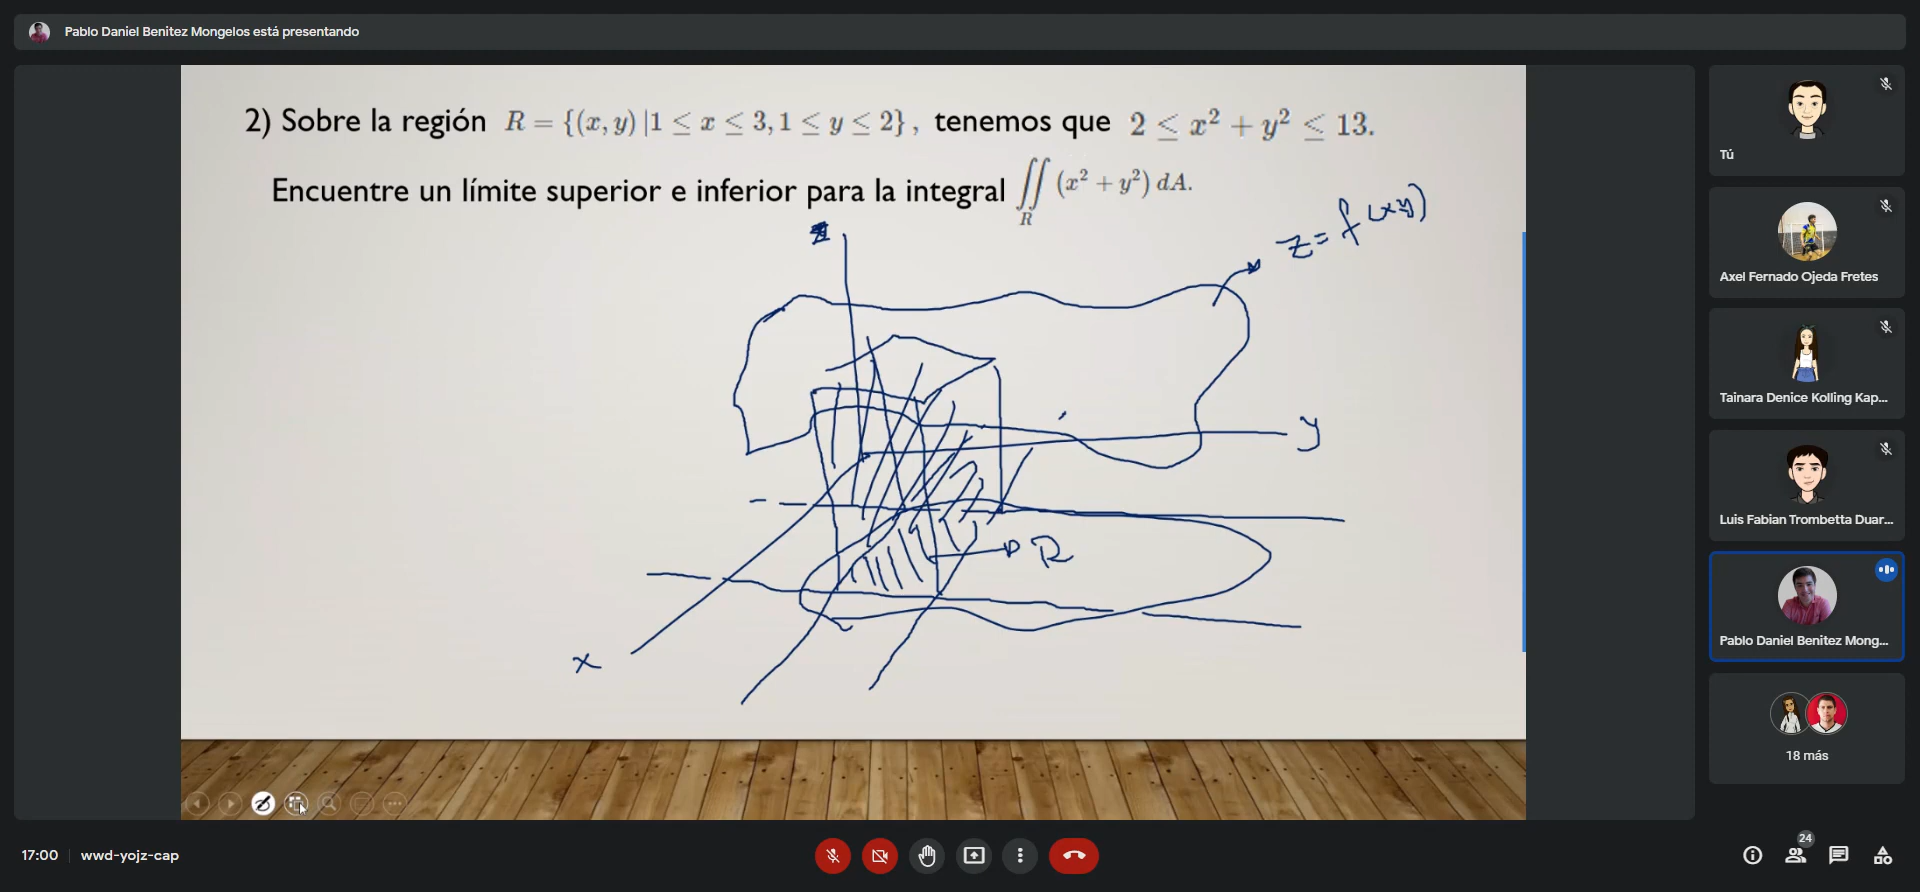 Pablo Daniel Benitez Mongelos está presentando
2) Sobre la región R = {(x, y) |1 ≤ x ≤ 3, 1 ≤ y ≤ 2}, tenemos que 2 ≤ x² + y² ≤ 13.
Encuentre un límite superior e inferior para la integral ∬_R (x² + y²) dA.
z = f(x,y)
y
R
x
Tú
Axel Fernado Ojeda Fretes
Tainara Denice Kolling Kap...
Luis Fabian Trombetta Duar...
Pablo Daniel Benitez Mong...
18 más
17:00 | wwd-yojz-cap
24